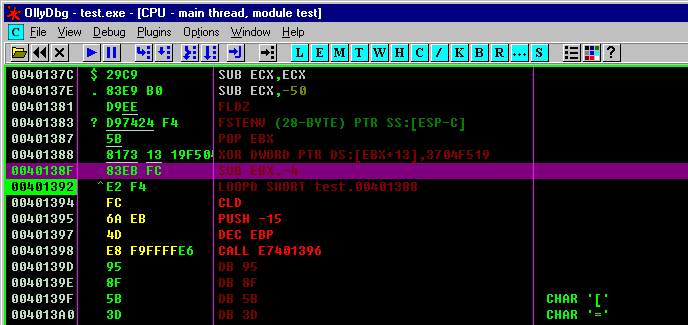 OllyDbg - test.exe - [CPU - main thread, module test]
C File View Debug Plugins Options Window Help
L E M T W H C / K B R ... S ?
0040137C $ 29C9 SUB ECX,ECX
0040137E . 83E9 B0 SUB ECX,-50
00401381 D9EE FLDZ
00401383 ? D97424 F4 FSTENV (28-BYTE) PTR SS:[ESP-C]
00401387 5B POP EBX
00401388 8173 13 19F504 XOR DWORD PTR DS:[EBX+13],3704F519
0040138F 83EB FC SUB EBX,-4
00401392 ^ E2 F4 LOOPD SHORT test.00401388
00401394 FC CLD
00401395 6A EB PUSH -15
00401397 4D DEC EBP
00401398 E8 F9FFFFE6 CALL E7401396
0040139D 95 DB 95
0040139E 8F DB 8F
0040139F 5B DB 5B CHAR '['
004013A0 3D DB 3D CHAR '='